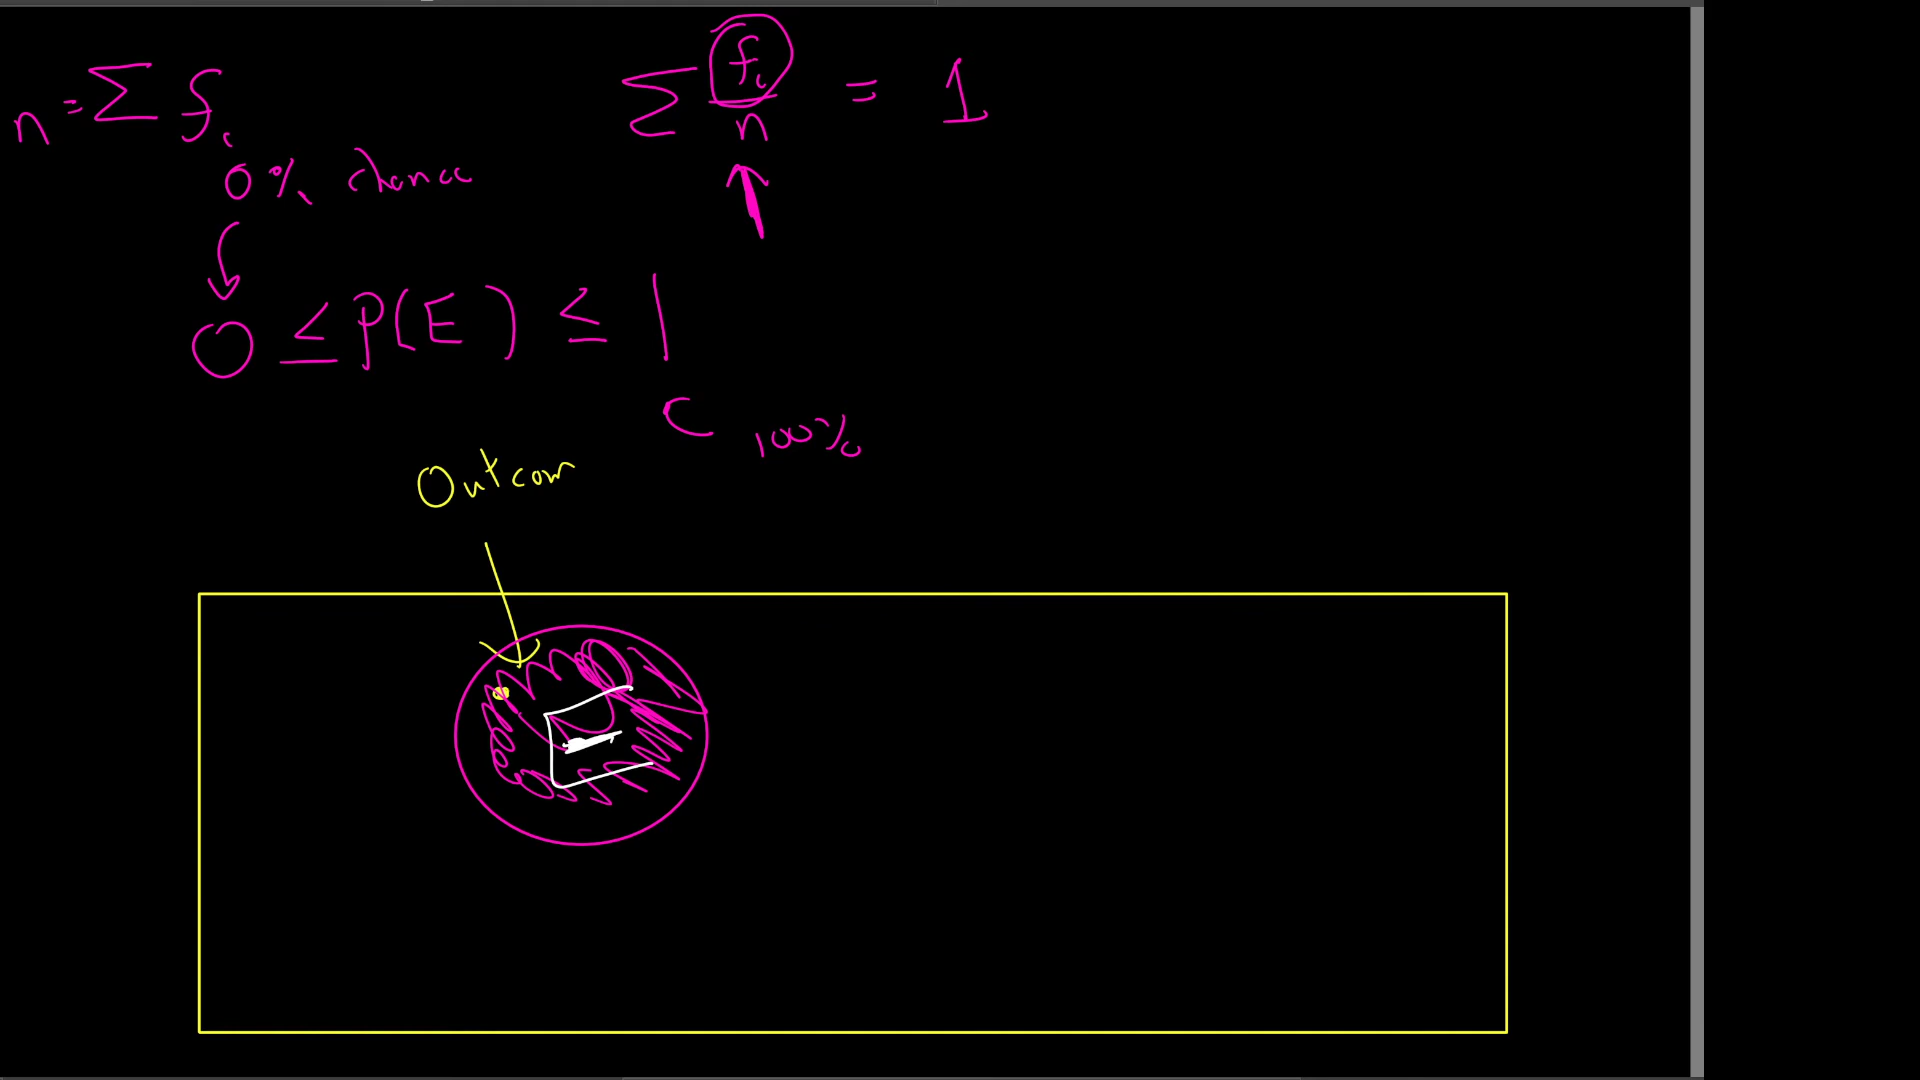 n = Σ fᵢ
Σ fᵢ/n = 1
0% chance
0 ≤ P(E) ≤ 1
100%
Outcom
E